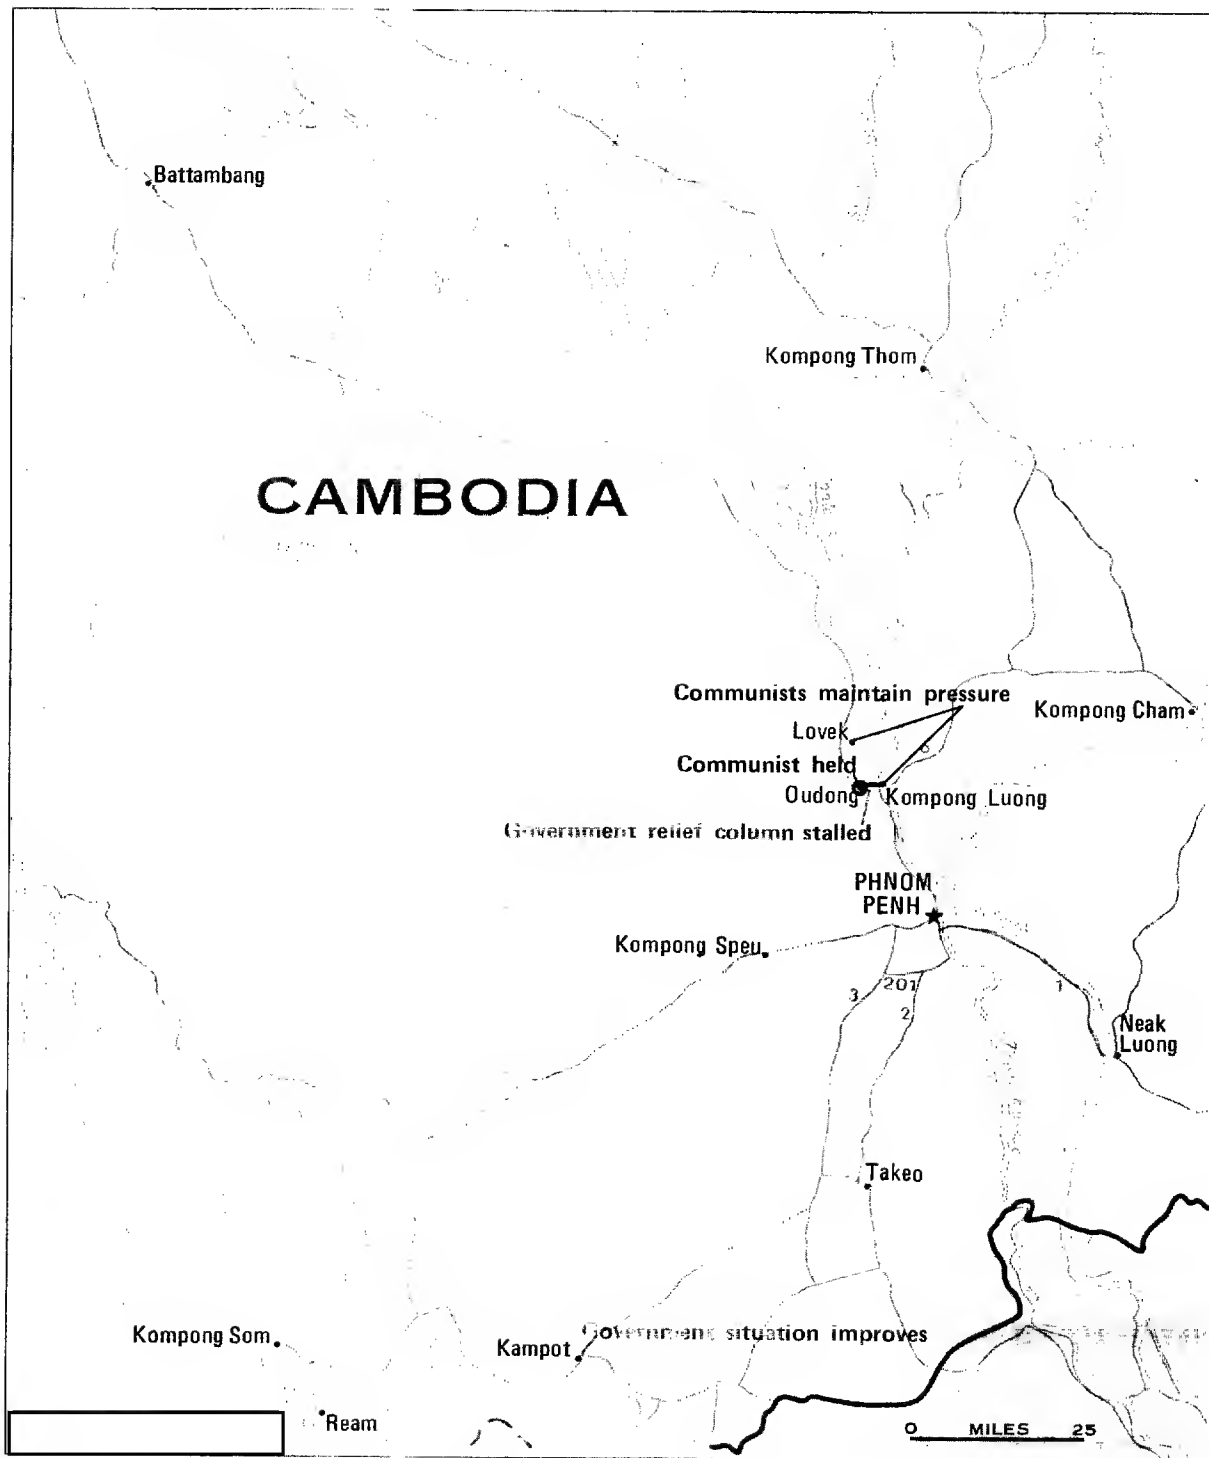 Battambang
Kompong Thom
CAMBODIA
Communists maintain pressure
Kompong Cham
Lovek
6
Communist held
Oudong
Kompong Luong
Government relief column stalled
PHNOM
PENH
Kompong Speu
3
201
2
1
Neak
Luong
Takeo
Kompong Som
Kampot
Government situation improves
Ream
0 MILES 25